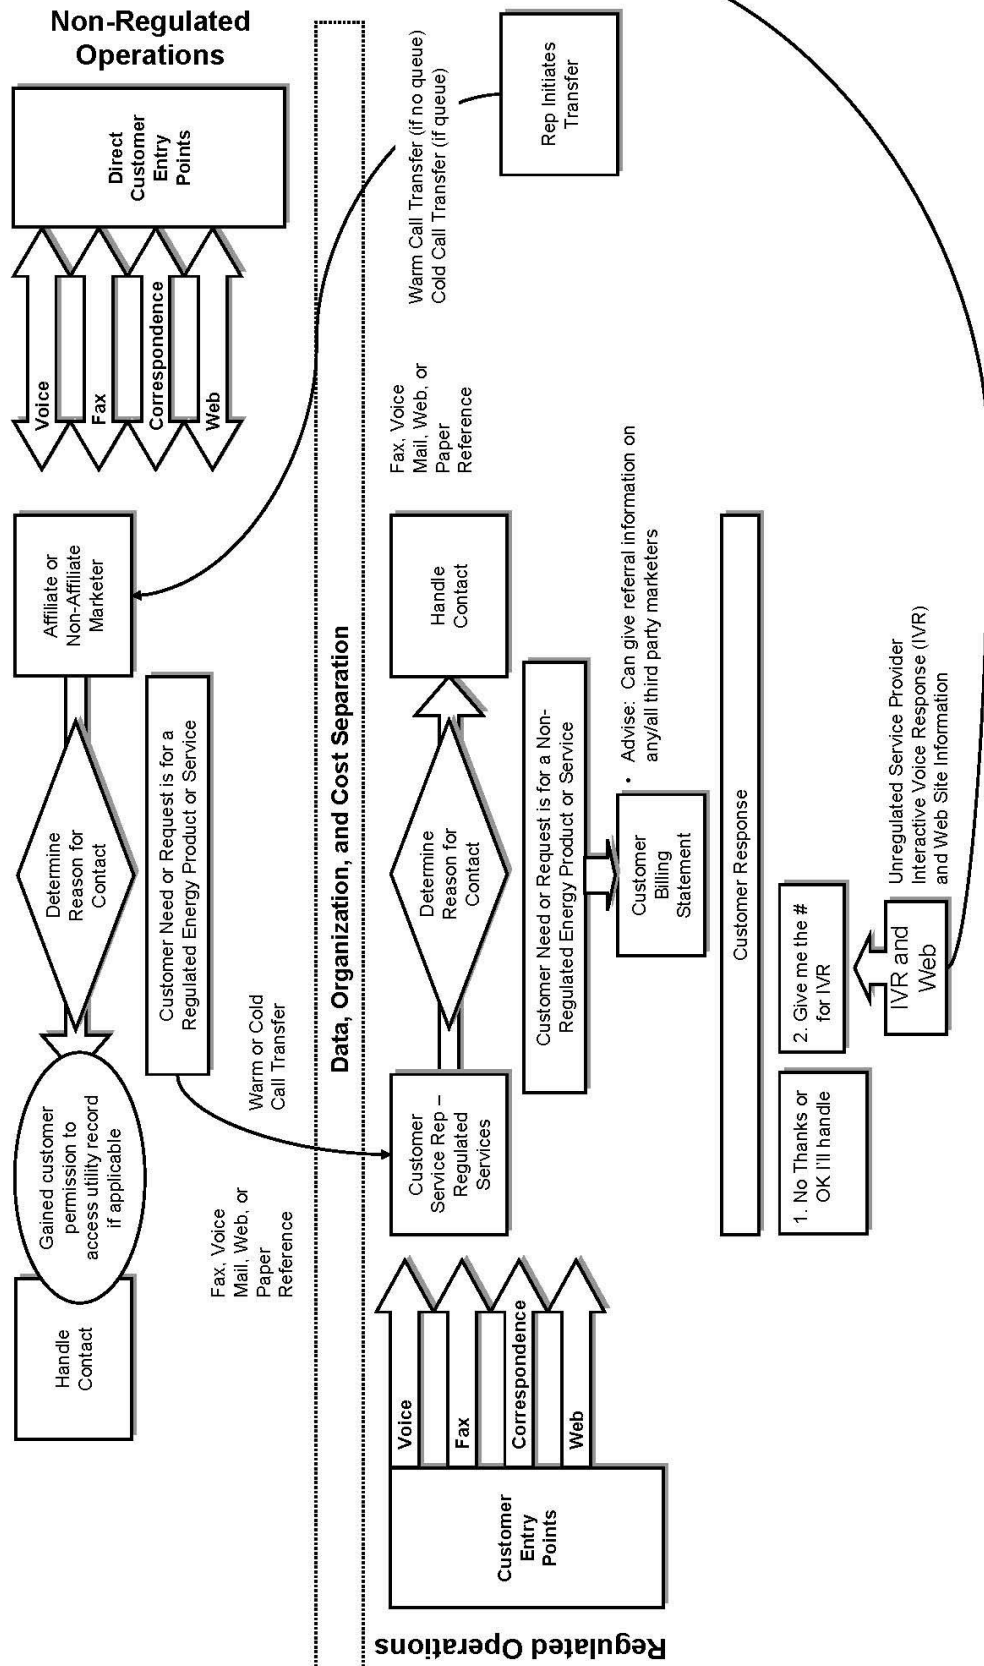 Non-Regulated
Operations
Direct
Customer
Entry
Points
Voice
Fax
Correspondence
Web
Affiliate or
Non-Affiliate
Marketer
Determine
Reason for
Contact
Gained customer
permission to
access utility record
if applicable
Handle
Contact
Customer Need or Request is for a
Regulated Energy Product or Service
Warm or Cold
Call Transfer
Fax, Voice
Mail, Web, or
Paper
Reference
Data, Organization, and Cost Separation
Regulated Operations
Customer
Entry
Points
Voice
Fax
Correspondence
Web
Customer
Service Rep –
Regulated
Services
Determine
Reason for
Contact
Handle
Contact
Fax, Voice
Mail, Web, or
Paper
Reference
Warm Call Transfer (if no queue)
Cold Call Transfer (if queue)
Rep Initiates
Transfer
Customer Need or Request is for a Non-
Regulated Energy Product or Service
Customer
Billing
Statement
• Advise: Can give referral information on
any/all third party marketers
Customer Response
1. No Thanks or
OK I'll handle
2. Give me the #
for IVR
IVR and
Web
Unregulated Service Provider
Interactive Voice Response (IVR)
and Web Site Information